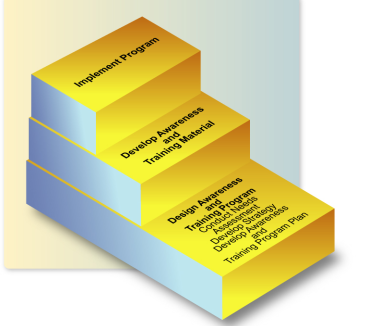 Implement Program
Develop Awareness
and
Training Material
Design Awareness
and
Training Program
Conduct Needs
Assessment
Develop Strategy
Develop Awareness
and
Training Program Plan